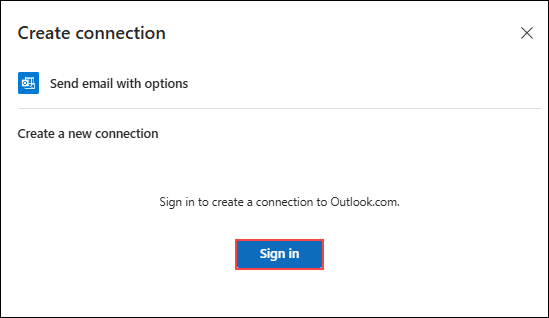 Create connection
Send email with options
Create a new connection
Sign in to create a connection to Outlook.com.
Sign in